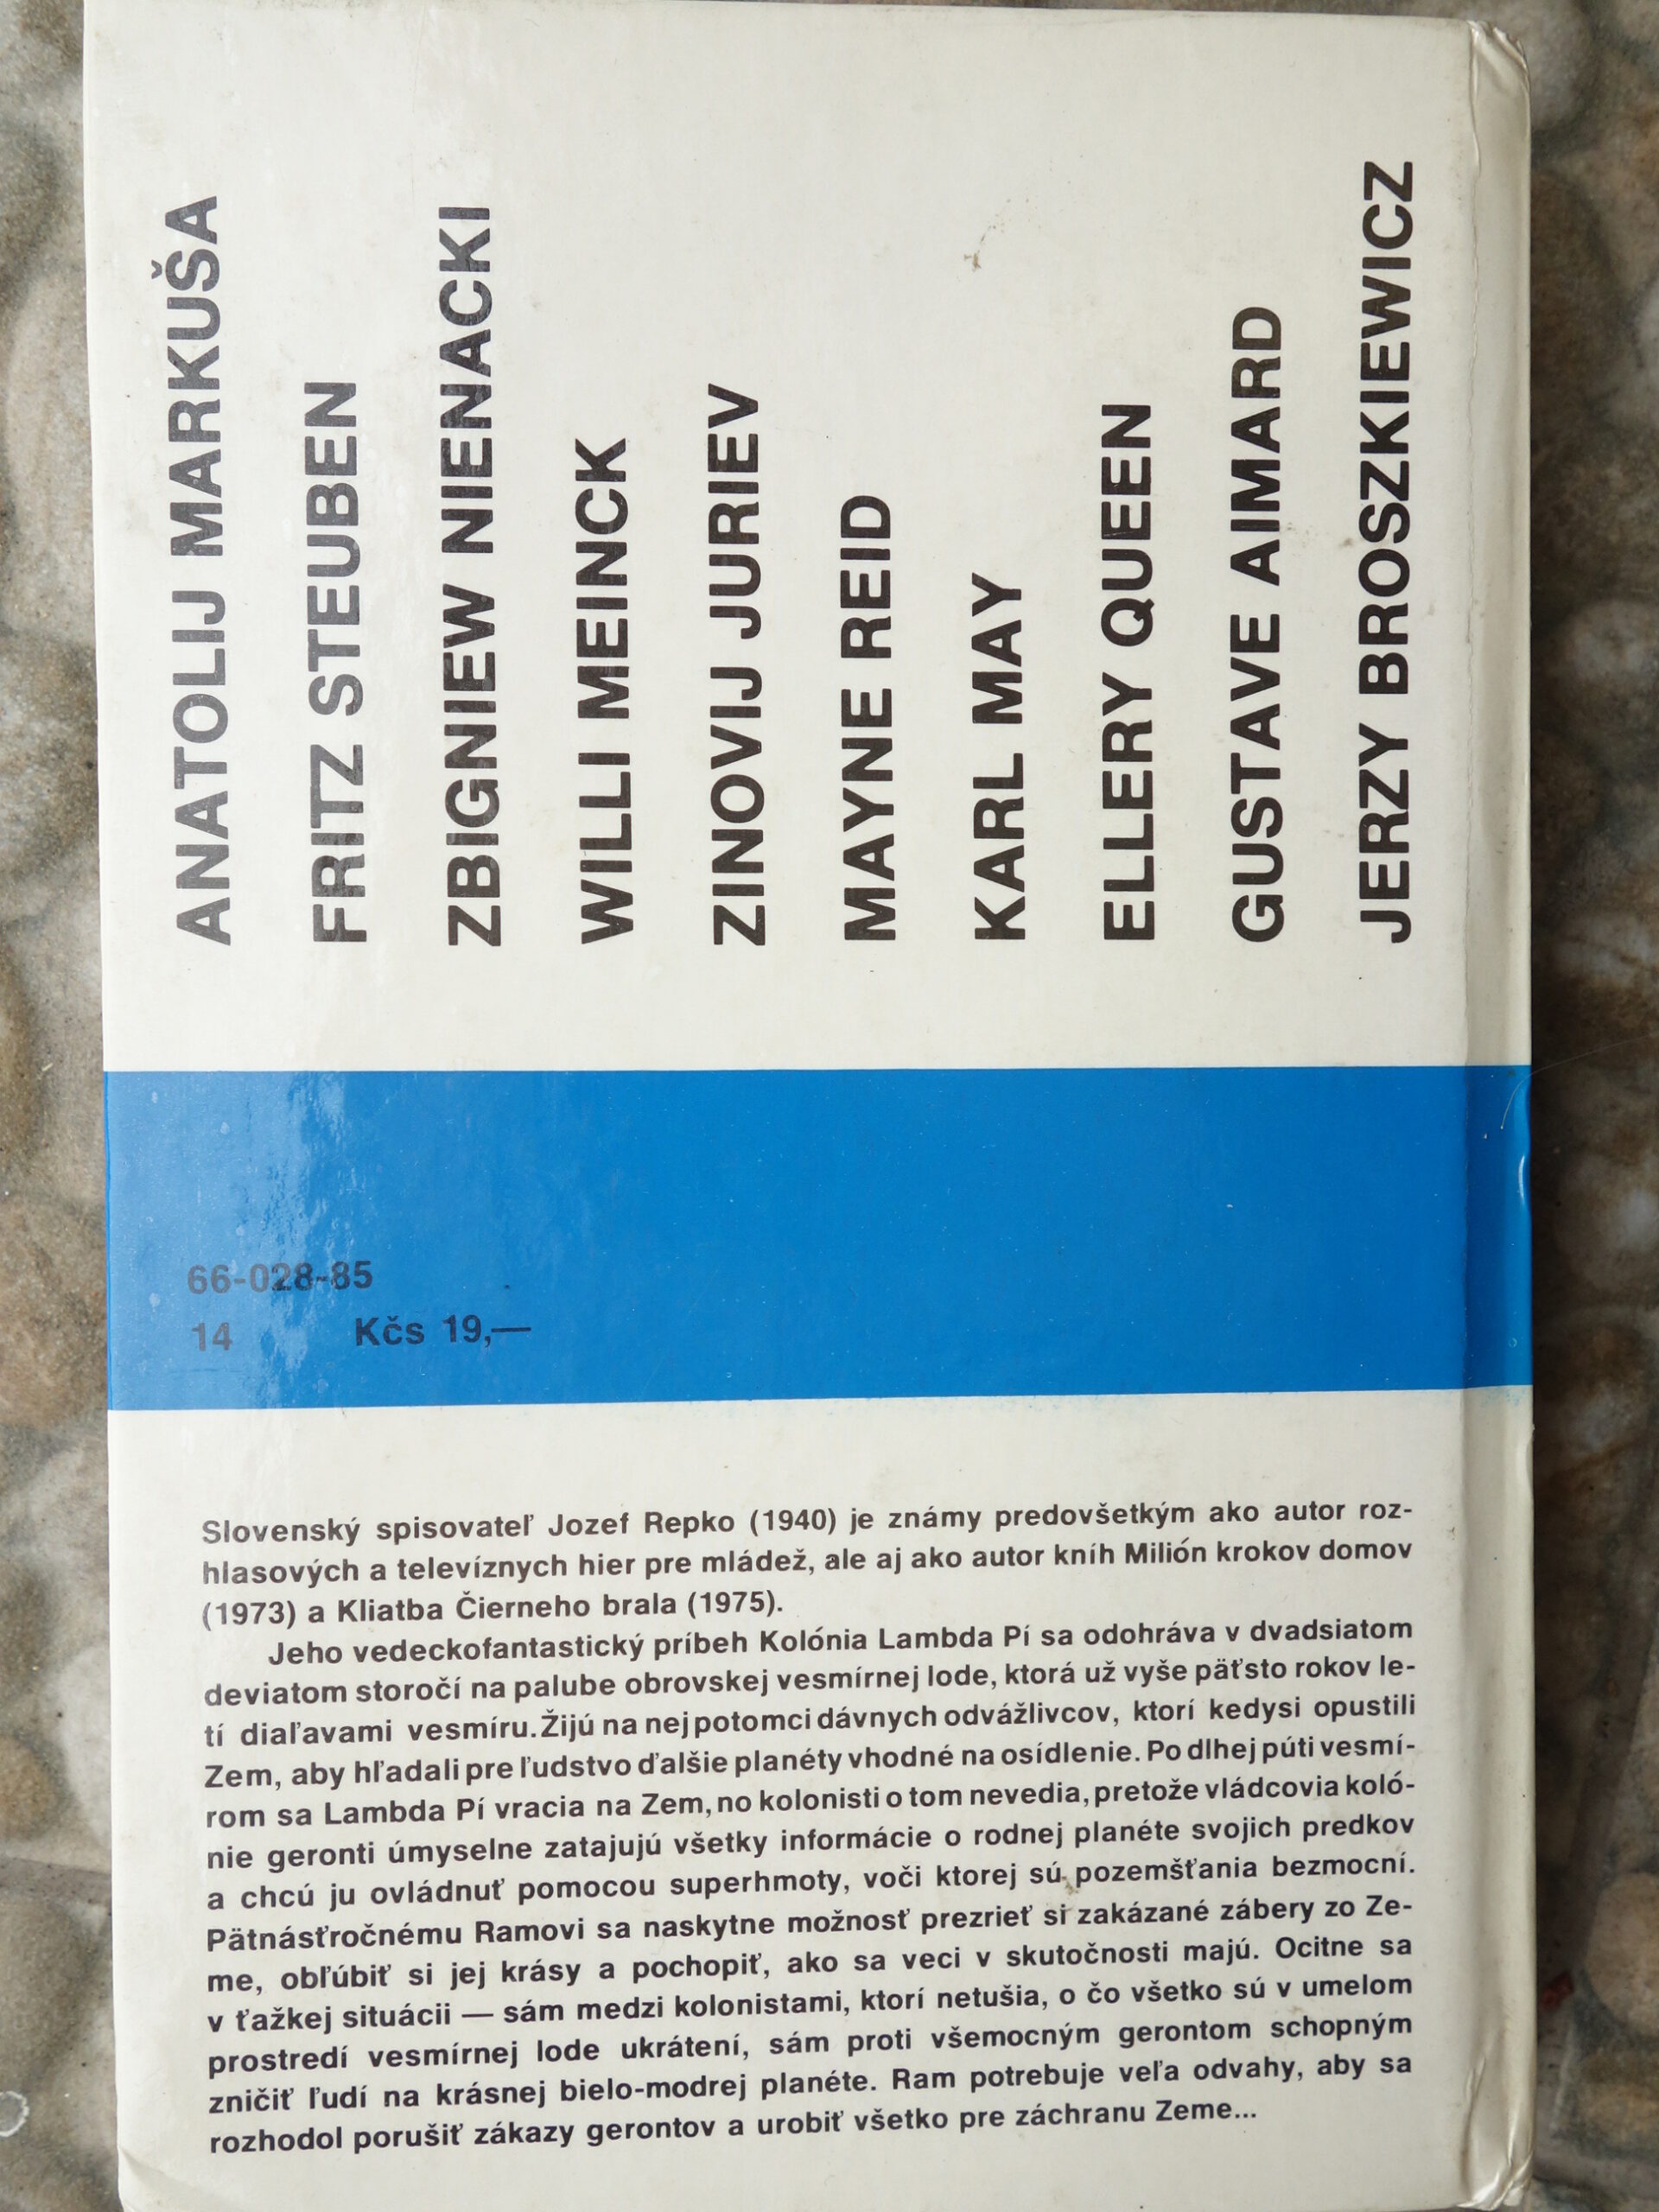 ANATOLIJ MARKUŠA
FRITZ STEUBEN
ZBIGNIEW NIENACKI
WILLI MEINCK
ZINOVIJ JURIEV
MAYNE REID
KARL MAY
ELLERY QUEEN
GUSTAVE AIMARD
JERZY BROSZKIEWICZ
66-028-85
14 Kčs 19,—
Slovenský spisovateľ Jozef Repko (1940) je známy predovšetkým ako autor roz-
hlasových a televíznych hier pre mládež, ale aj ako autor kníh Milión krokov domov
(1973) a Kliatba Čierneho brala (1975).
Jeho vedeckofantastický príbeh Kolónia Lambda Pí sa odohráva v dvadsiatom
deviatom storočí na palube obrovskej vesmírnej lode, ktorá už vyše päťsto rokov le-
tí diaľavami vesmíru. Žijú na nej potomci dávnych odvážlivcov, ktorí kedysi opustili
Zem, aby hľadali pre ľudstvo ďalšie planéty vhodné na osídlenie. Po dlhej púti vesmí-
rom sa Lambda Pí vracia na Zem, no kolonisti o tom nevedia, pretože vládcovia koló-
nie geronti úmyselne zatajujú všetky informácie o rodnej planéte svojich predkov
a chcú ju ovládnuť pomocou superhmoty, voči ktorej sú pozemšťania bezmocní.
Pätnásťročnému Ramovi sa naskytne možnosť prezrieť si zakázané zábery zo Ze-
me, obľúbiť si jej krásy a pochopiť, ako sa veci v skutočnosti majú. Ocitne sa
v ťažkej situácii — sám medzi kolonistami, ktorí netušia, o čo všetko sú v umelom
prostredí vesmírnej lode ukrátení, sám proti všemocným gerontom schopným
zničiť ľudí na krásnej bielo-modrej planéte. Ram potrebuje veľa odvahy, aby sa
rozhodol porušiť zákazy gerontov a urobiť všetko pre záchranu Zeme...